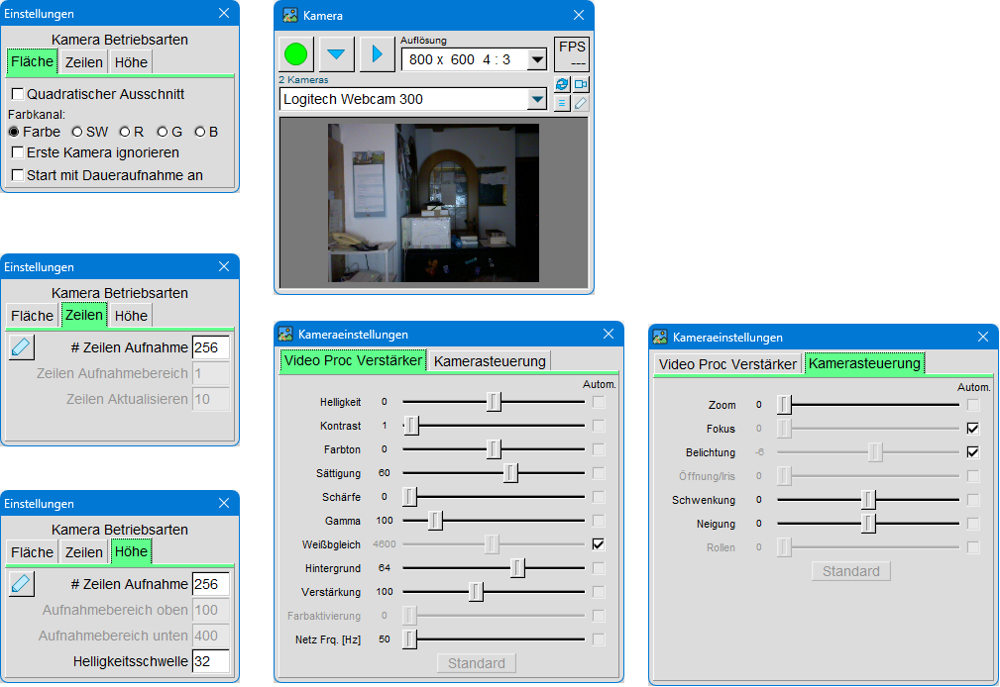 Einstellungen
Kamera Betriebsarten
Fläche Zeilen Höhe
Quadratischer Ausschnitt
Farbkanal:
Farbe SW R G B
Erste Kamera ignorieren
Start mit Daueraufnahme an
Kamera
Auflösung
800 x 600 4 : 3
FPS
---
2 Kameras
Logitech Webcam 300
Einstellungen
Kamera Betriebsarten
Fläche Zeilen Höhe
# Zeilen Aufnahme 256
Zeilen Aufnahmebereich 1
Zeilen Aktualisieren 10
Einstellungen
Kamera Betriebsarten
Fläche Zeilen Höhe
# Zeilen Aufnahme 256
Aufnahmebereich oben 100
Aufnahmebereich unten 400
Helligkeitsschwelle 32
Kameraeinstellungen
Video Proc Verstärker Kamerasteuerung
Autom.
Helligkeit 0
Kontrast 1
Farbton 0
Sättigung 60
Schärfe 0
Gamma 100
Weißbgleich 4600
Hintergrund 64
Verstärkung 100
Farbaktivierung 0
Netz Frq. [Hz] 50
Standard
Kameraeinstellungen
Video Proc Verstärker Kamerasteuerung
Autom.
Zoom 0
Fokus 0
Belichtung -6
Öffnung/Iris 0
Schwenkung 0
Neigung 0
Rollen 0
Standard